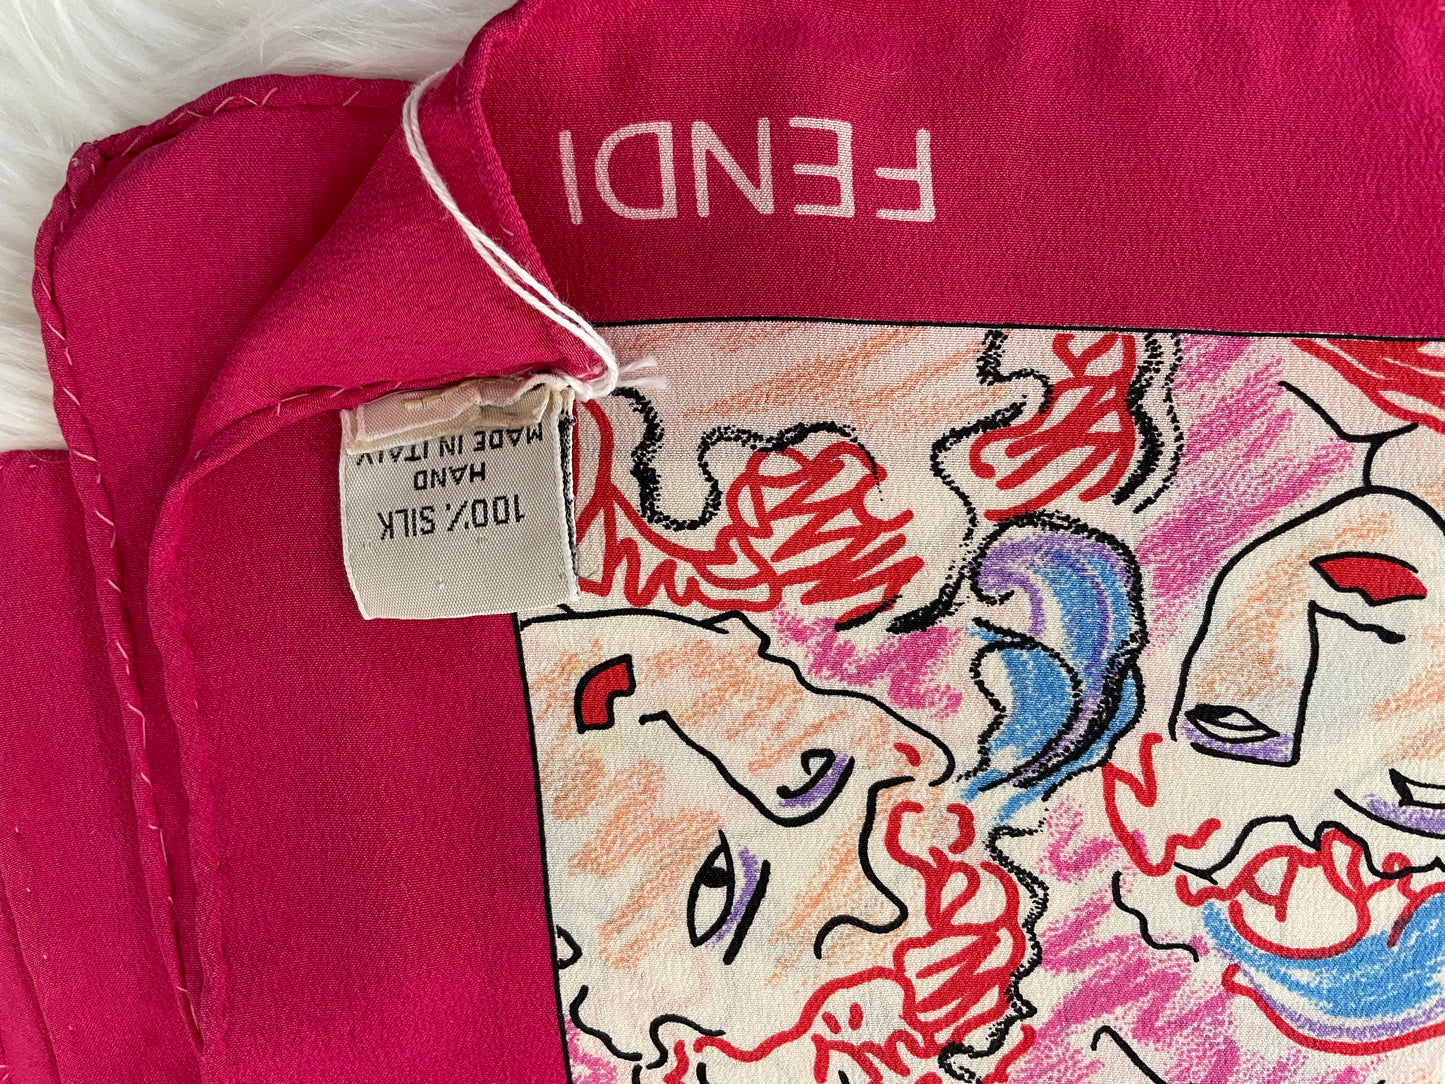 100% SILK
HAND
MADE IN ITALY
FENDI